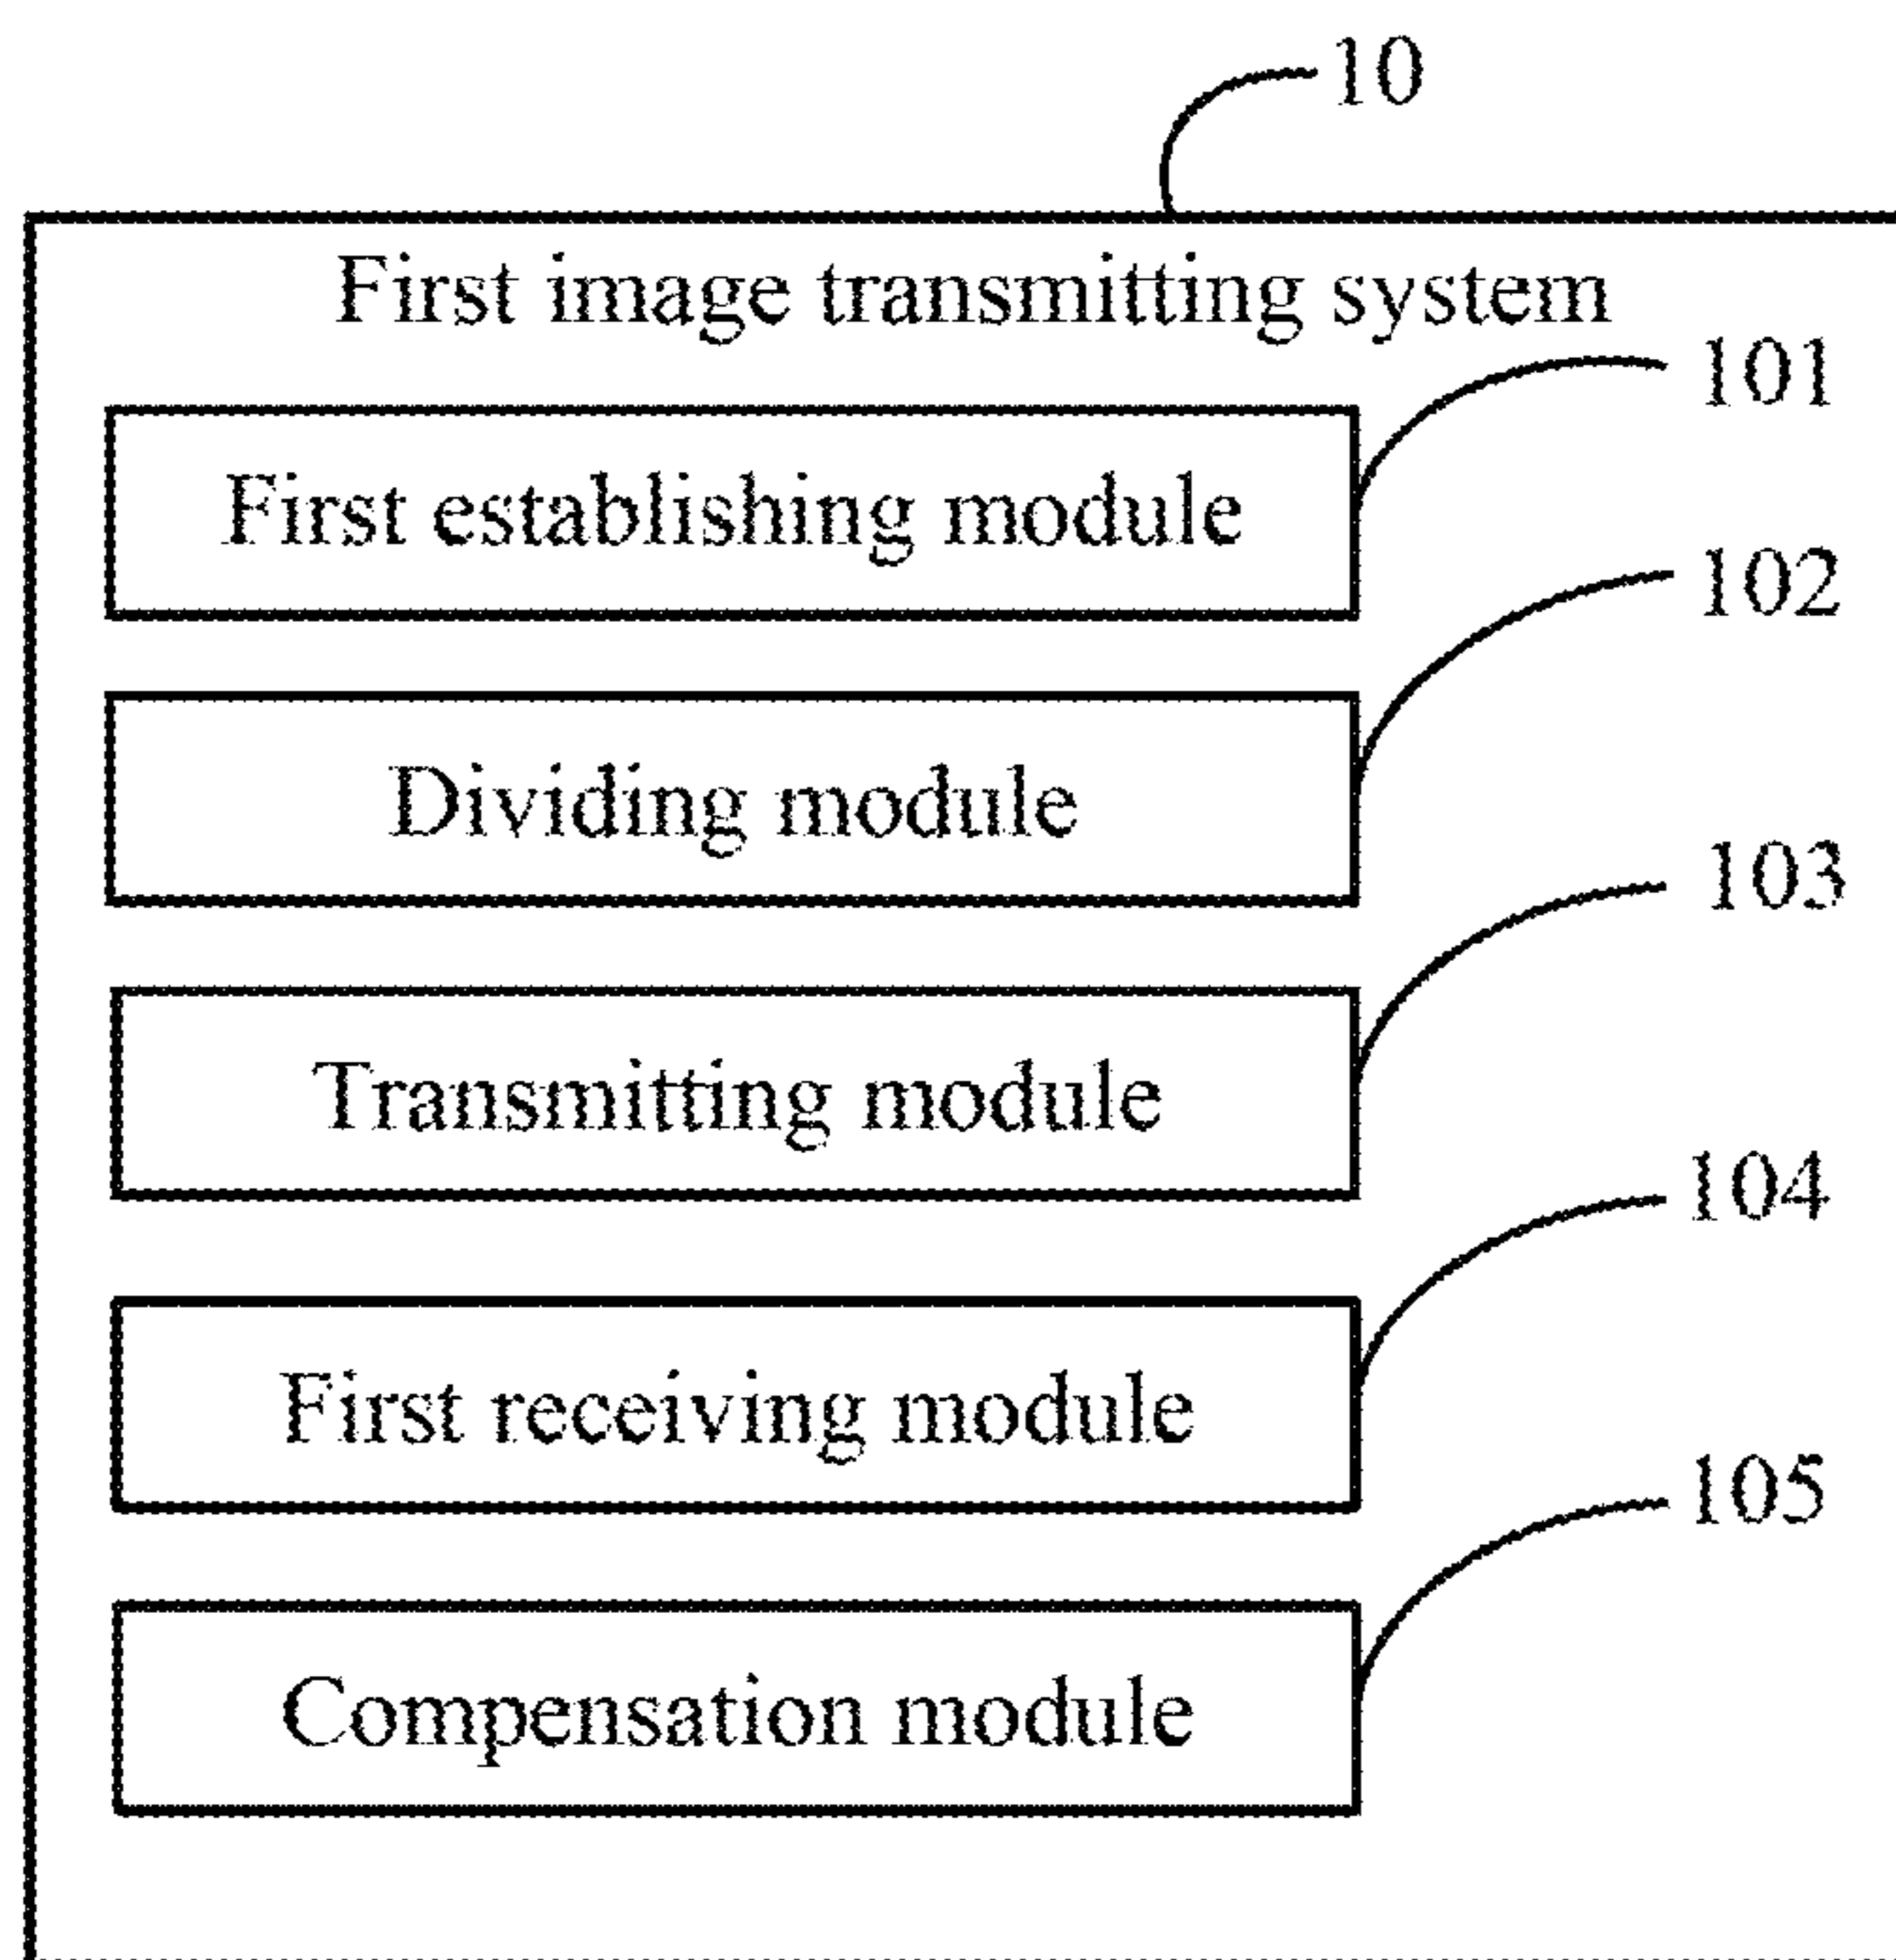 10
First image transmitting system
101
First establishing module
102
Dividing module
103
Transmitting module
104
First receiving module
105
Compensation module